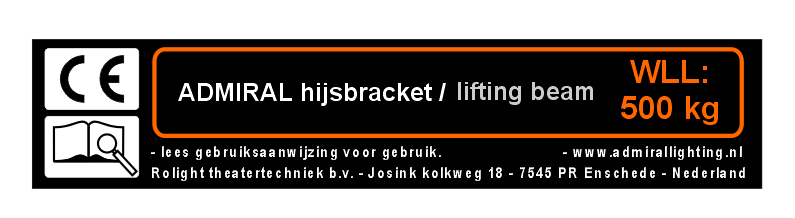 CE
ADMIRAL hijsbracket / lifting beam
WLL:
500 kg
- lees gebruiksaanwijzing voor gebruik. - www.admirallighting.nl
Rolight theatertechniek b.v. - Josink kolkweg 18 - 7545 PR Enschede - Nederland